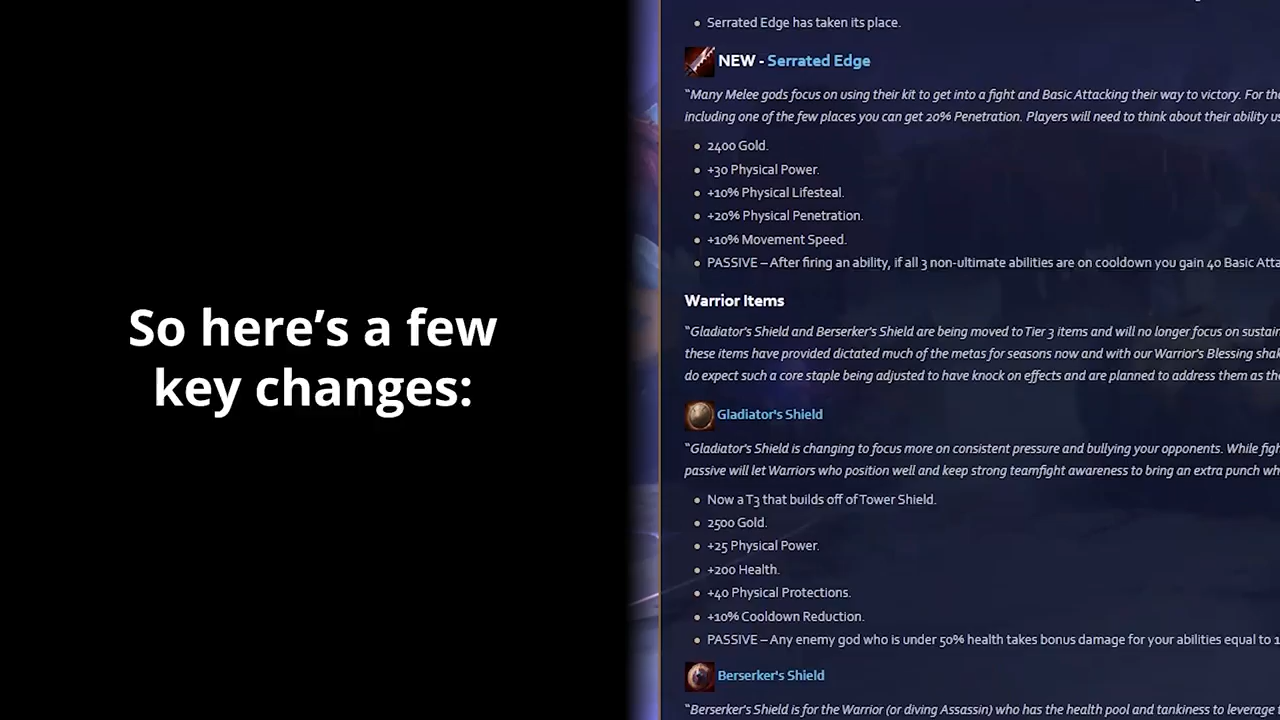 So here's a few
key changes:
Serrated Edge has taken its place.
NEW - Serrated Edge
"Many Melee gods focus on using their kit to get into a fight and Basic Attacking their way to victory. For
including one of the few places you can get 20% Penetration. Players will need to think about their ability
2400 Gold.
+30 Physical Power.
+10% Physical Lifesteal.
+20% Physical Penetration.
+10% Movement Speed.
PASSIVE – After firing an ability, if all 3 non-ultimate abilities are on cooldown you gain 40 Basic
Warrior Items
"Gladiator's Shield and Berserker's Shield are being moved to Tier 3 items and will no longer focus on
these items have provided dictated much of the metas for seasons now and with our Warrior's Blessing
do expect such a core staple being adjusted to have knock on effects and are planned to address them as
Gladiator's Shield
"Gladiator's Shield is changing to focus more on consistent pressure and bullying your opponents. While
passive will let Warriors who position well and keep strong teamfight awareness to bring an extra punch
Now a T3 that builds off of Tower Shield.
2500 Gold.
+25 Physical Power.
+200 Health.
+40 Physical Protections.
+10% Cooldown Reduction.
PASSIVE – Any enemy god who is under 50% health takes bonus damage for your abilities equal to
Berserker's Shield
"Berserker's Shield is for the Warrior (or diving Assassin) who has the health pool and tankiness to leverage